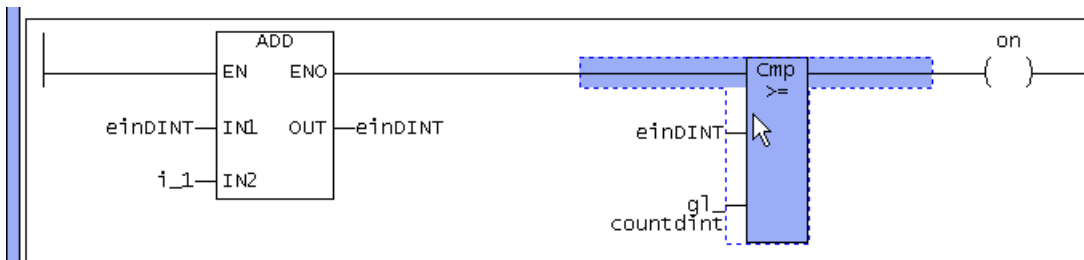 ADD
on
EN ENO
Cmp
>=
einDINT IN1 OUT einDINT
einDINT
i_1 IN2
gl_
countdint